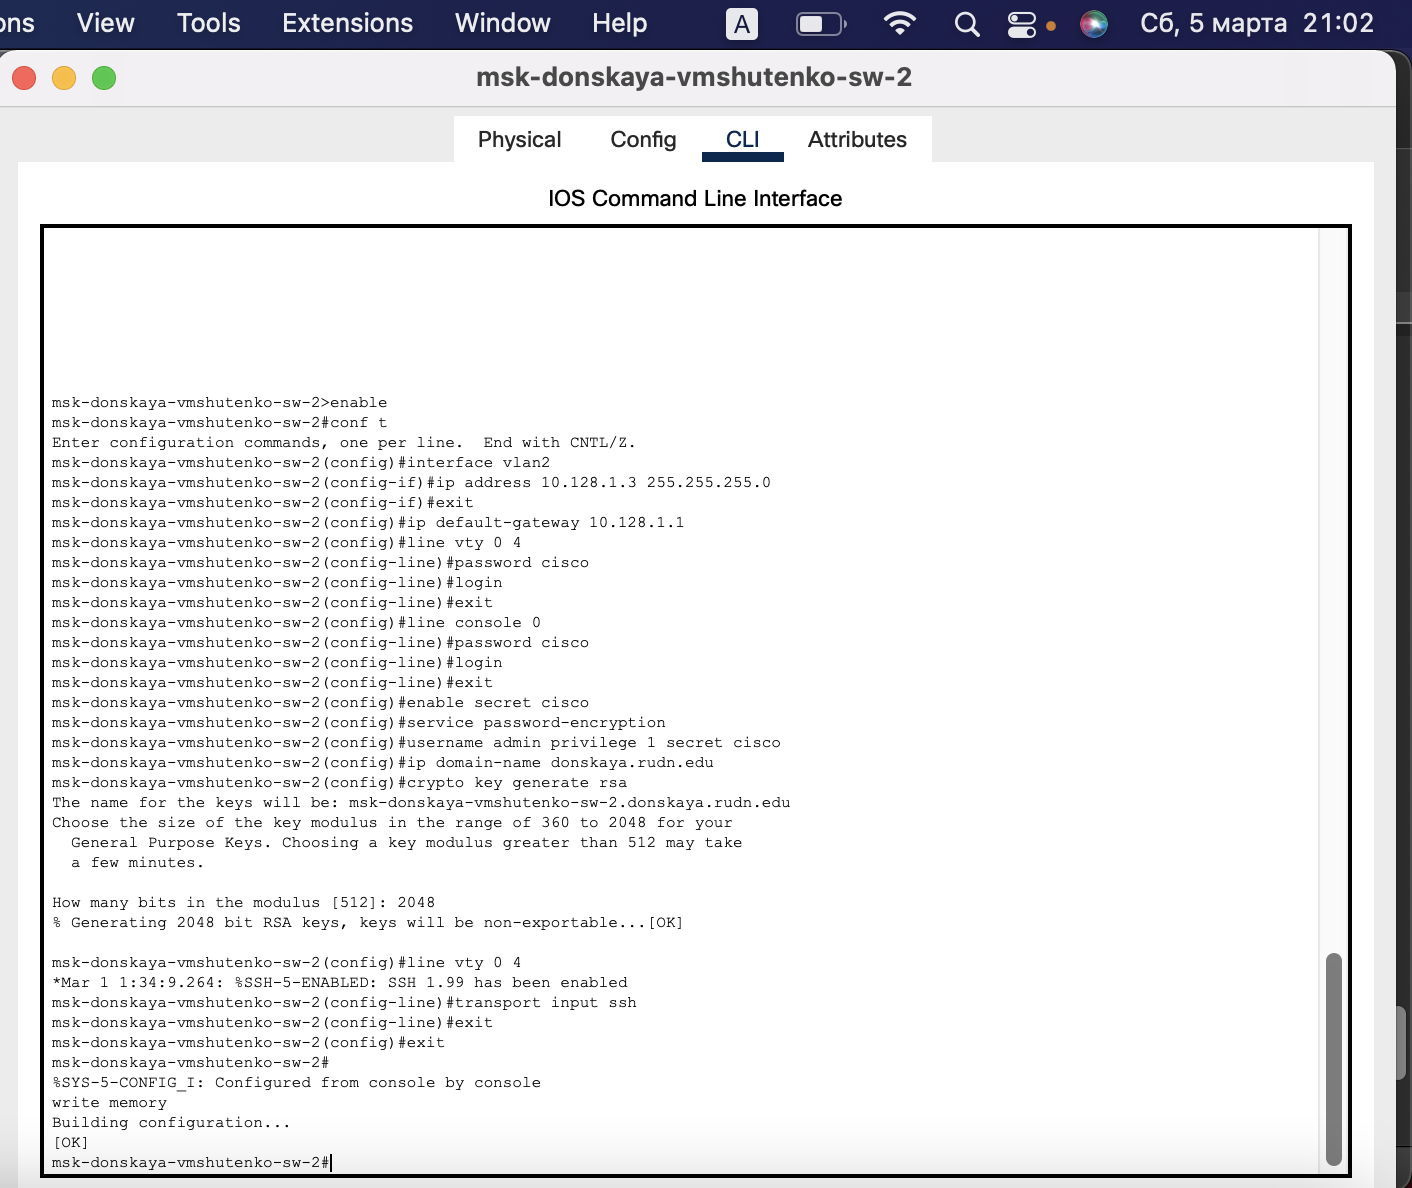 ons View Tools Extensions Window Help A Сб, 5 марта 21:02
msk-donskaya-vmshutenko-sw-2
Physical Config CLI Attributes
IOS Command Line Interface
msk-donskaya-vmshutenko-sw-2>enable
msk-donskaya-vmshutenko-sw-2#conf t
Enter configuration commands, one per line.  End with CNTL/Z.
msk-donskaya-vmshutenko-sw-2(config)#interface vlan2
msk-donskaya-vmshutenko-sw-2(config-if)#ip address 10.128.1.3 255.255.255.0
msk-donskaya-vmshutenko-sw-2(config-if)#exit
msk-donskaya-vmshutenko-sw-2(config)#ip default-gateway 10.128.1.1
msk-donskaya-vmshutenko-sw-2(config)#line vty 0 4
msk-donskaya-vmshutenko-sw-2(config-line)#password cisco
msk-donskaya-vmshutenko-sw-2(config-line)#login
msk-donskaya-vmshutenko-sw-2(config-line)#exit
msk-donskaya-vmshutenko-sw-2(config)#line console 0
msk-donskaya-vmshutenko-sw-2(config-line)#password cisco
msk-donskaya-vmshutenko-sw-2(config-line)#login
msk-donskaya-vmshutenko-sw-2(config-line)#exit
msk-donskaya-vmshutenko-sw-2(config)#enable secret cisco
msk-donskaya-vmshutenko-sw-2(config)#service password-encryption
msk-donskaya-vmshutenko-sw-2(config)#username admin privilege 1 secret cisco
msk-donskaya-vmshutenko-sw-2(config)#ip domain-name donskaya.rudn.edu
msk-donskaya-vmshutenko-sw-2(config)#crypto key generate rsa
The name for the keys will be: msk-donskaya-vmshutenko-sw-2.donskaya.rudn.edu
Choose the size of the key modulus in the range of 360 to 2048 for your
  General Purpose Keys. Choosing a key modulus greater than 512 may take
  a few minutes.
How many bits in the modulus [512]: 2048
% Generating 2048 bit RSA keys, keys will be non-exportable...[OK]
msk-donskaya-vmshutenko-sw-2(config)#line vty 0 4
*Mar 1 1:34:9.264: %SSH-5-ENABLED: SSH 1.99 has been enabled
msk-donskaya-vmshutenko-sw-2(config-line)#transport input ssh
msk-donskaya-vmshutenko-sw-2(config-line)#exit
msk-donskaya-vmshutenko-sw-2(config)#exit
msk-donskaya-vmshutenko-sw-2#
%SYS-5-CONFIG_I: Configured from console by console
write memory
Building configuration...
[OK]
msk-donskaya-vmshutenko-sw-2#